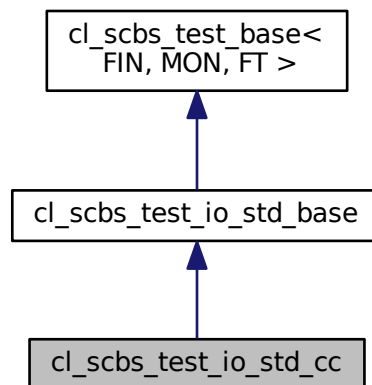 cl_scbs_test_base<
FIN, MON, FT >
cl_scbs_test_io_std_base
cl_scbs_test_io_std_cc